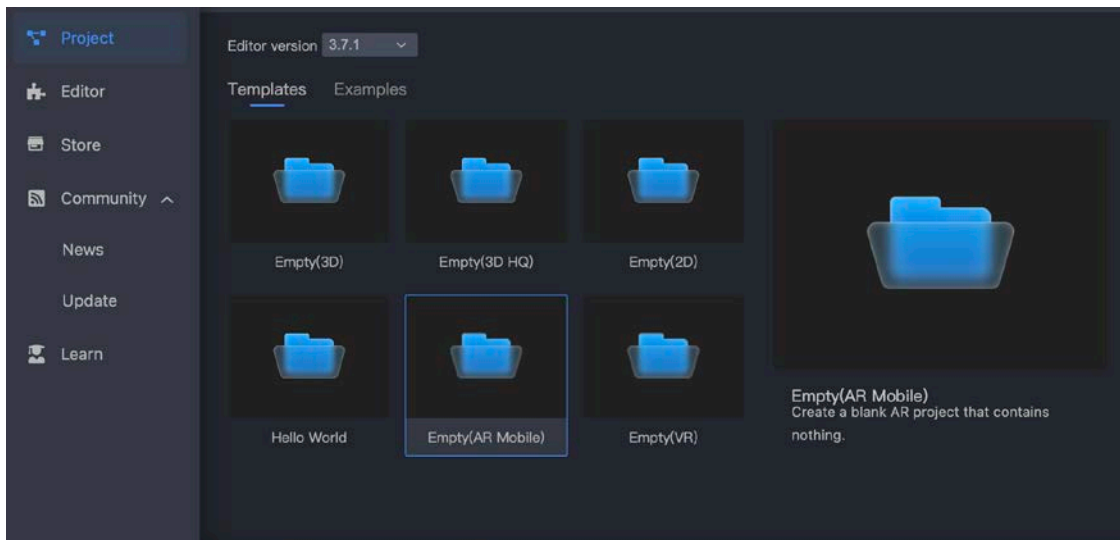 Project
Editor
Store
Community
News
Update
Learn
Editor version 3.7.1
Templates Examples
Empty(3D) Empty(3D HQ) Empty(2D)
Hello World Empty(AR Mobile) Empty(VR)
Empty(AR Mobile)
Create a blank AR project that contains
nothing.